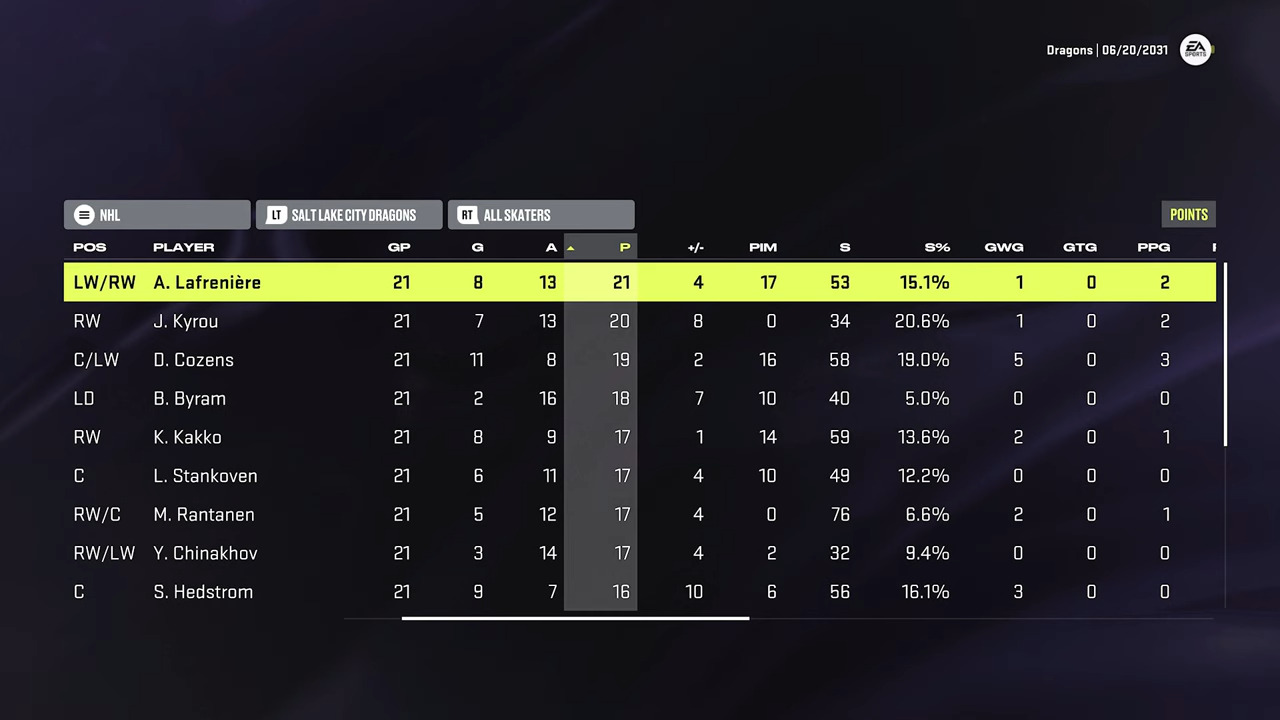 Dragons | 06/20/2031 EA SPORTS
NHL LT SALT LAKE CITY DRAGONS RT ALL SKATERS POINTS
POS PLAYER GP G A P +/- PIM S S% GWG GTG PPG
LW/RW A. Lafrenière 21 8 13 21 4 17 53 15.1% 1 0 2
RW J. Kyrou 21 7 13 20 8 0 34 20.6% 1 0 2
C/LW D. Cozens 21 11 8 19 2 16 58 19.0% 5 0 3
LD B. Byram 21 2 16 18 7 10 40 5.0% 0 0 0
RW K. Kakko 21 8 9 17 1 14 59 13.6% 2 0 1
C L. Stankoven 21 6 11 17 4 10 49 12.2% 0 0 0
RW/C M. Rantanen 21 5 12 17 4 0 76 6.6% 2 0 1
RW/LW Y. Chinakhov 21 3 14 17 4 2 32 9.4% 0 0 0
C S. Hedstrom 21 9 7 16 10 6 56 16.1% 3 0 0